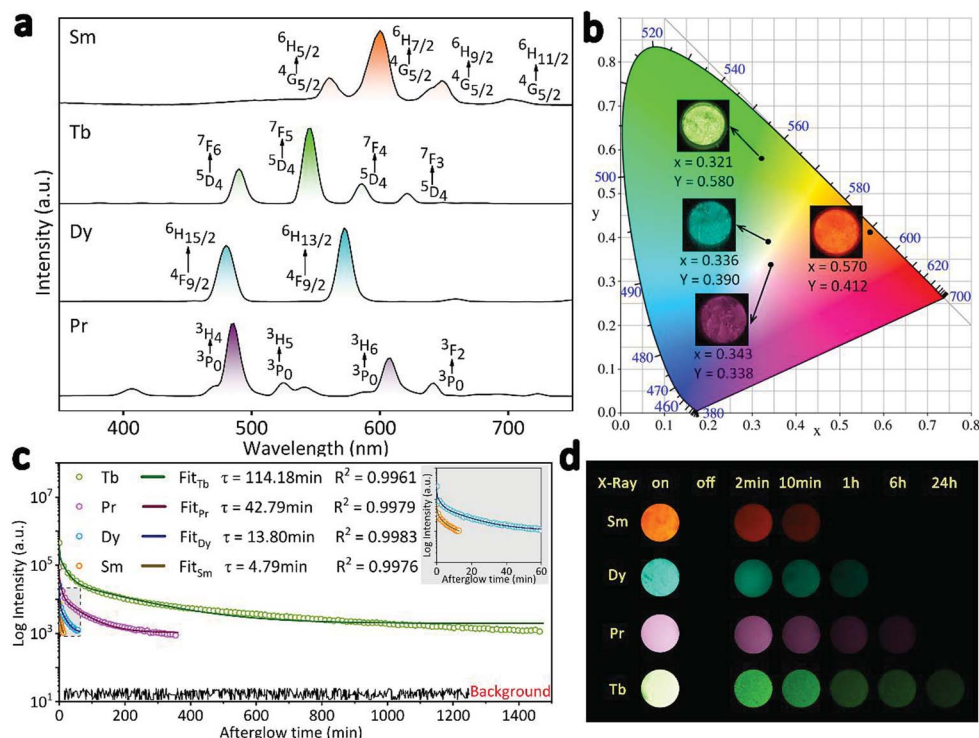 a
Sm
⁶H₅/₂
⁴G₅/₂
⁶H₇/₂
⁴G₅/₂
⁶H₉/₂
⁴G₅/₂
⁶H₁₁/₂
⁴G₅/₂
Tb
⁷F₆
⁵D₄
⁷F₅
⁵D₄
⁷F₄
⁵D₄
⁷F₃
⁵D₄
Dy
⁶H₁₅/₂
⁴F₉/₂
⁶H₁₃/₂
⁴F₉/₂
Pr
³H₄
³P₀
³H₅
³P₀
³H₆
³P₀
³F₂
³P₀
Intensity (a.u.)
400 500 600 700
Wavelength (nm)
b
0.8
0.7
0.6
0.5
y
0.4
0.3
0.2
0.1
0.0
520
540
560
500
580
600
620
490
700
480
470
460
380
x = 0.321
Y = 0.580
x = 0.336
Y = 0.390
x = 0.570
Y = 0.412
x = 0.343
Y = 0.338
0.0 0.1 0.2 0.3 0.4 0.5 0.6 0.7 0.8
x
c
Tb Fit_Tb τ = 114.18min R² = 0.9961
Pr Fit_Pr τ = 42.79min R² = 0.9979
Dy Fit_Dy τ = 13.80min R² = 0.9983
Sm Fit_Sm τ = 4.79min R² = 0.9976
Log Intensity (a.u.)
0 20 40 60
Afterglow time (min)
10⁷
10⁵
10³
10¹
Log Intensity (a.u.)
Background
0 200 400 600 800 1000 1200 1400
Afterglow time (min)
d
X-Ray on off 2min 10min 1h 6h 24h
Sm
Dy
Pr
Tb